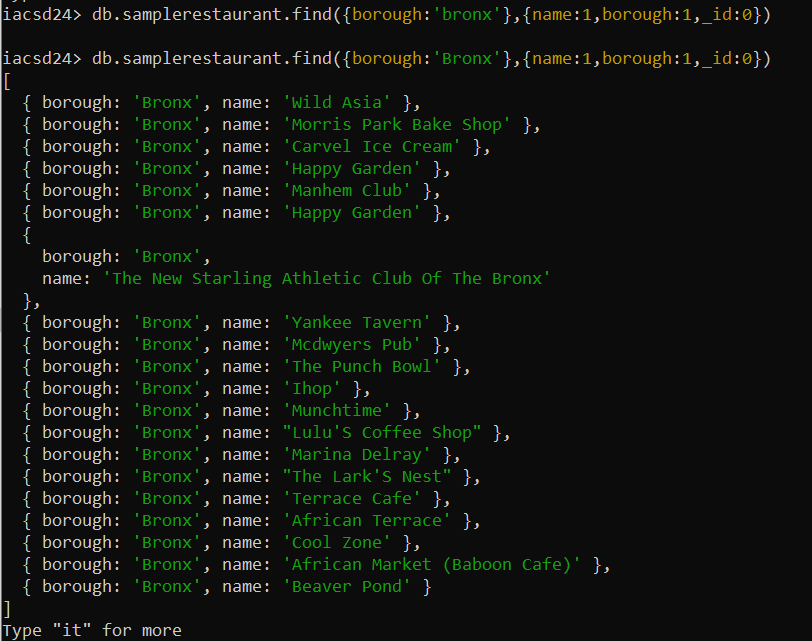 iacsd24> db.samplerestaurant.find({borough:'bronx'},{name:1,borough:1,_id:0})
iacsd24> db.samplerestaurant.find({borough:'Bronx'},{name:1,borough:1,_id:0})
[
  { borough: 'Bronx', name: 'Wild Asia' },
  { borough: 'Bronx', name: 'Morris Park Bake Shop' },
  { borough: 'Bronx', name: 'Carvel Ice Cream' },
  { borough: 'Bronx', name: 'Happy Garden' },
  { borough: 'Bronx', name: 'Manhem Club' },
  { borough: 'Bronx', name: 'Happy Garden' },
  {
    borough: 'Bronx',
    name: 'The New Starling Athletic Club Of The Bronx'
  },
  { borough: 'Bronx', name: 'Yankee Tavern' },
  { borough: 'Bronx', name: 'Mcdwyers Pub' },
  { borough: 'Bronx', name: 'The Punch Bowl' },
  { borough: 'Bronx', name: 'Ihop' },
  { borough: 'Bronx', name: 'Munchtime' },
  { borough: 'Bronx', name: "Lulu'S Coffee Shop" },
  { borough: 'Bronx', name: 'Marina Delray' },
  { borough: 'Bronx', name: "The Lark'S Nest" },
  { borough: 'Bronx', name: 'Terrace Cafe' },
  { borough: 'Bronx', name: 'African Terrace' },
  { borough: 'Bronx', name: 'Cool Zone' },
  { borough: 'Bronx', name: 'African Market (Baboon Cafe)' },
  { borough: 'Bronx', name: 'Beaver Pond' }
]
Type "it" for more